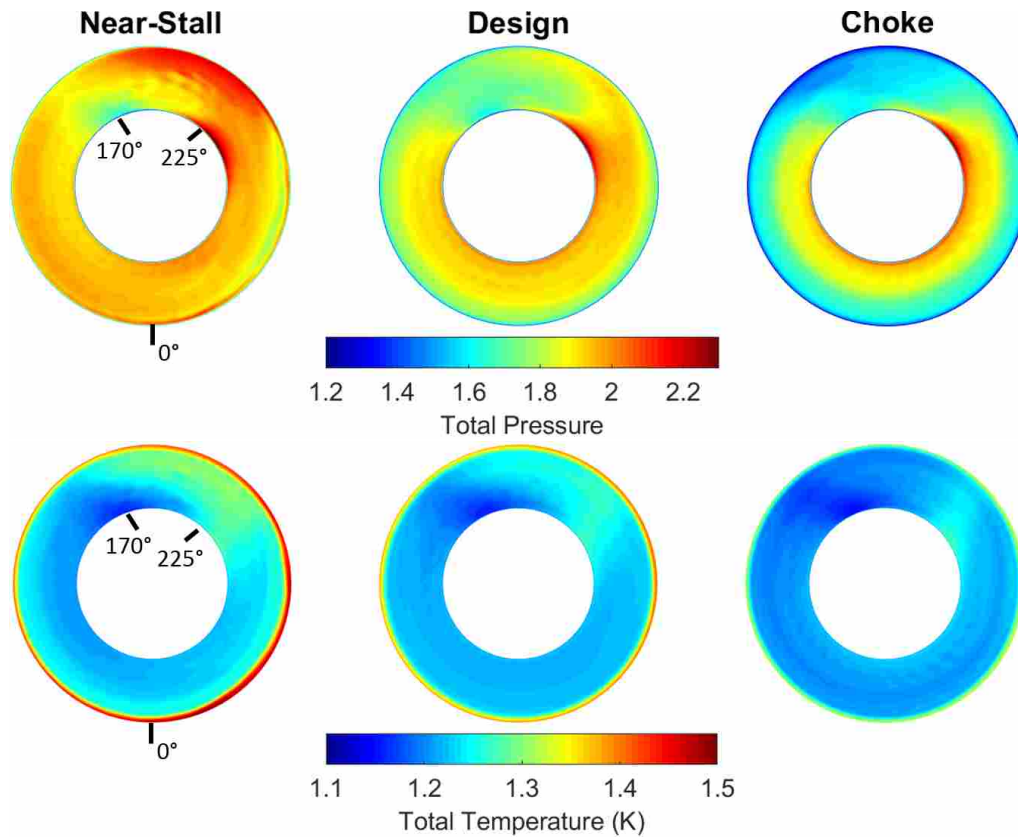 Near-Stall Design Choke
170°
225°
0°
1.2 1.4 1.6 1.8 2 2.2
Total Pressure
170°
225°
0°
1.1 1.2 1.3 1.4 1.5
Total Temperature (K)